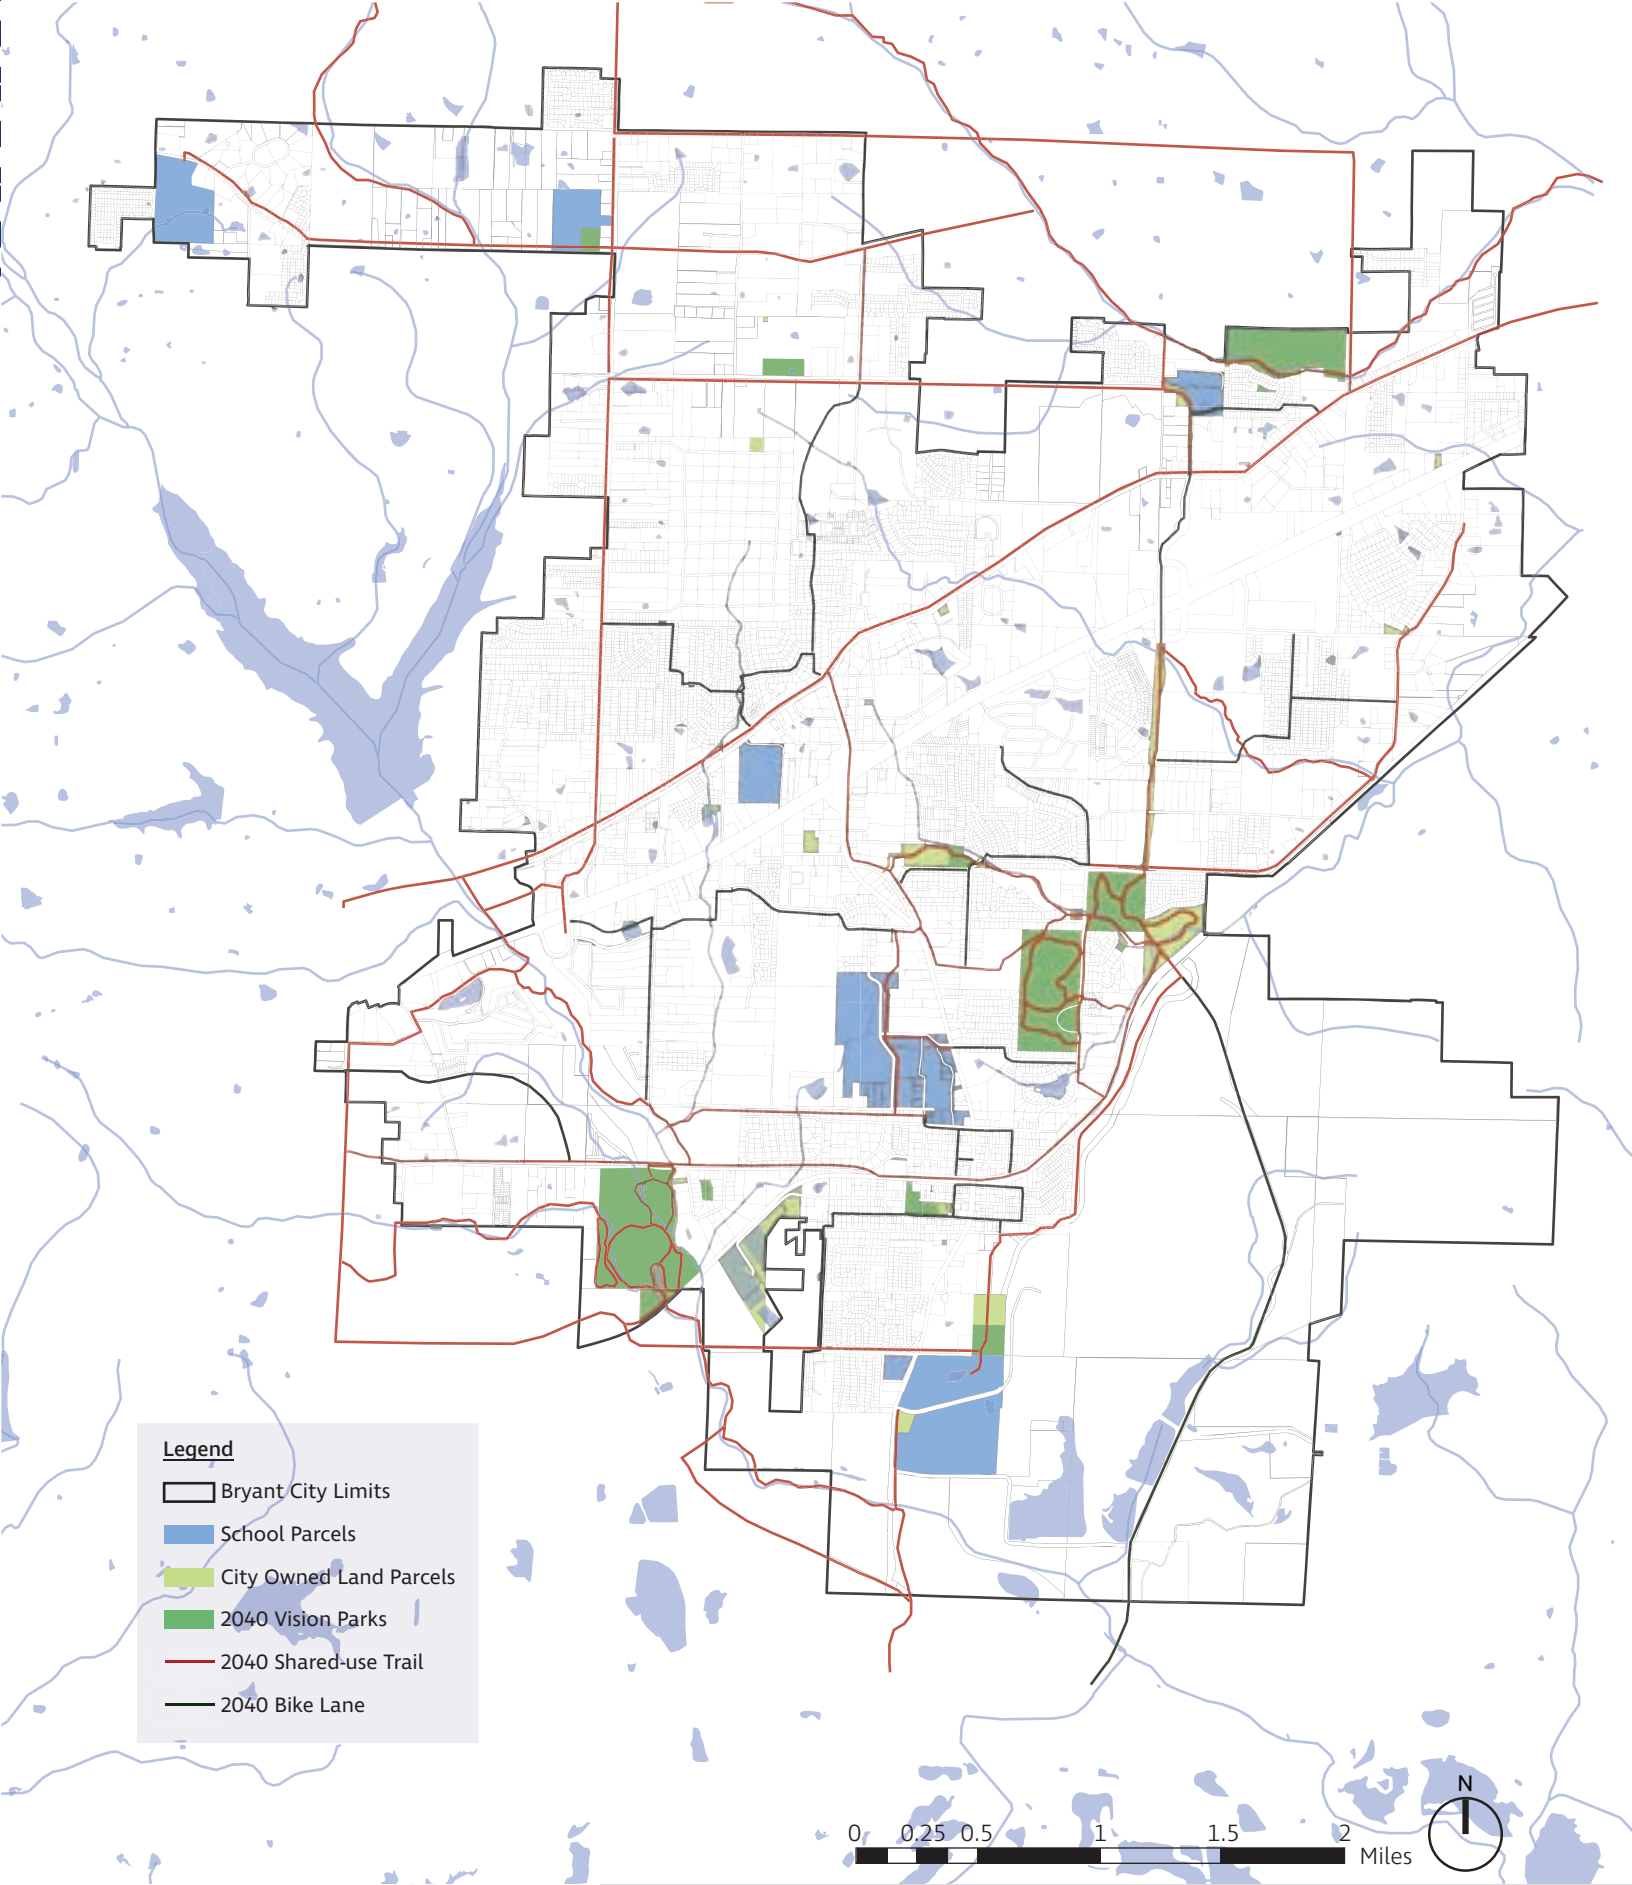 Legend
Bryant City Limits
School Parcels
City Owned Land Parcels
2040 Vision Parks
2040 Shared-use Trail
2040 Bike Lane
N
0 0.25 0.5 1 1.5 2
Miles